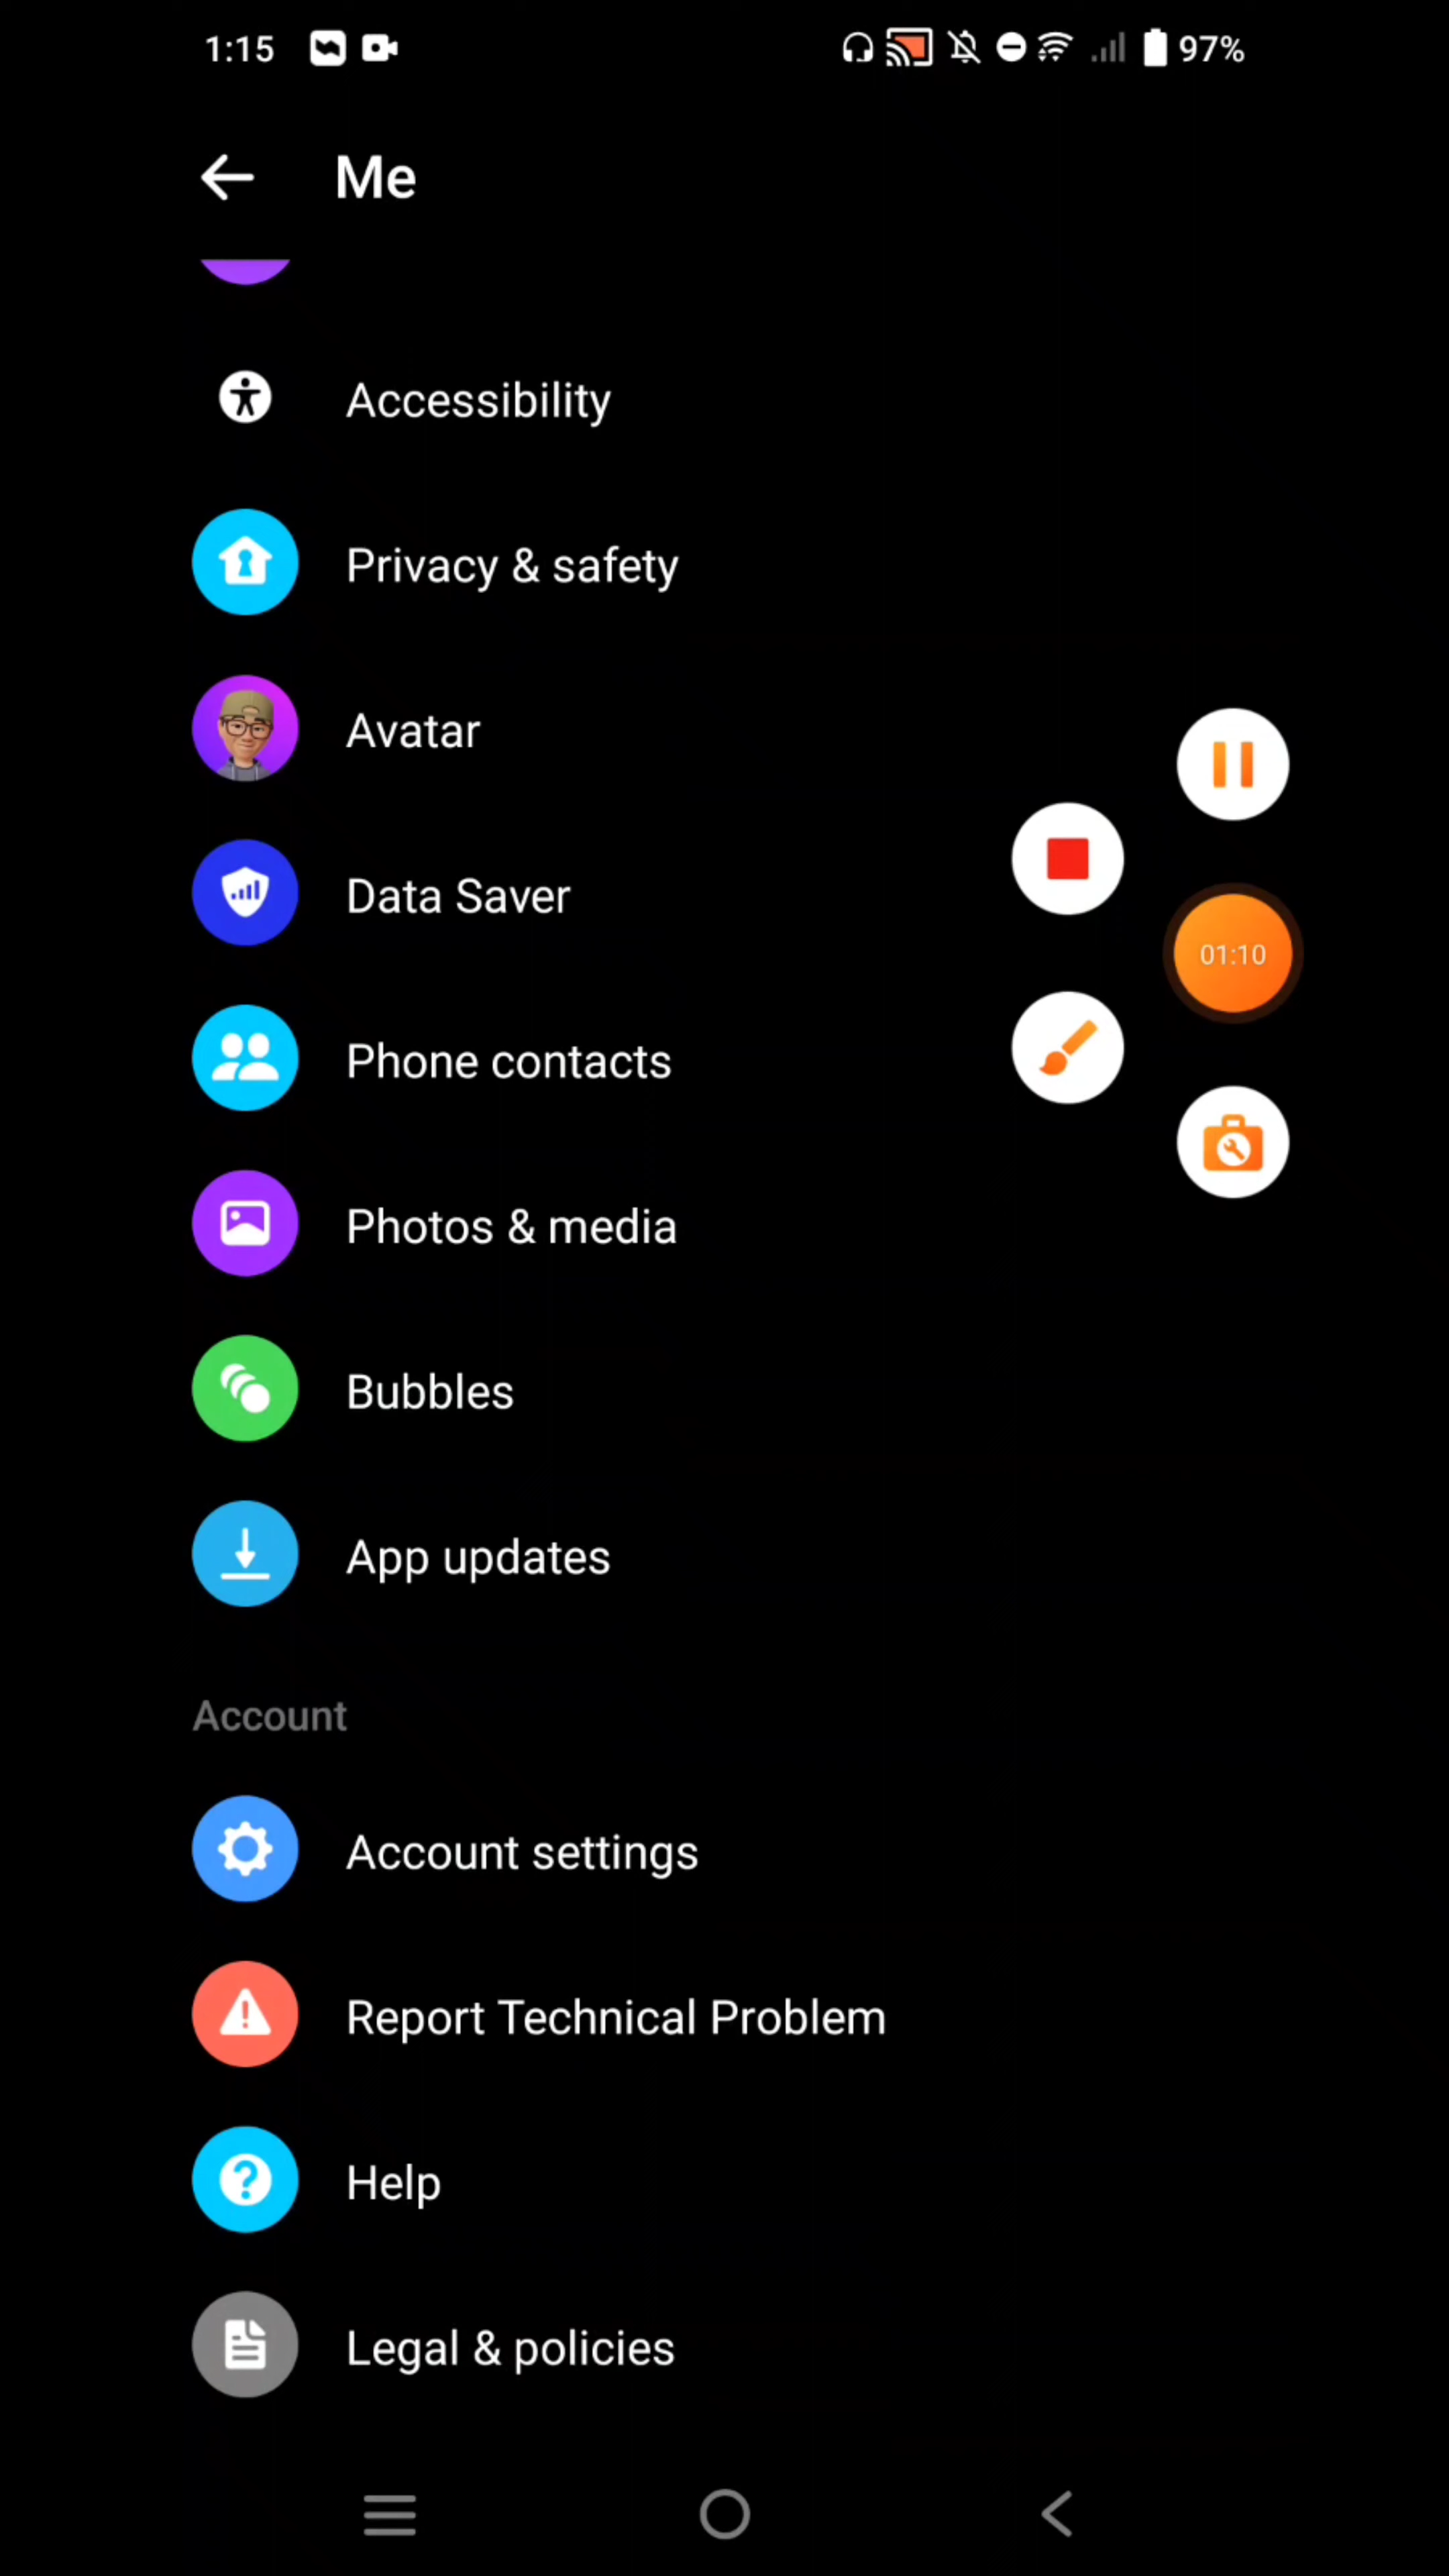 1:15
97%
Me
Accessibility
Privacy & safety
Avatar
Data Saver
01:10
Phone contacts
Photos & media
Bubbles
App updates
Account
Account settings
Report Technical Problem
Help
Legal & policies